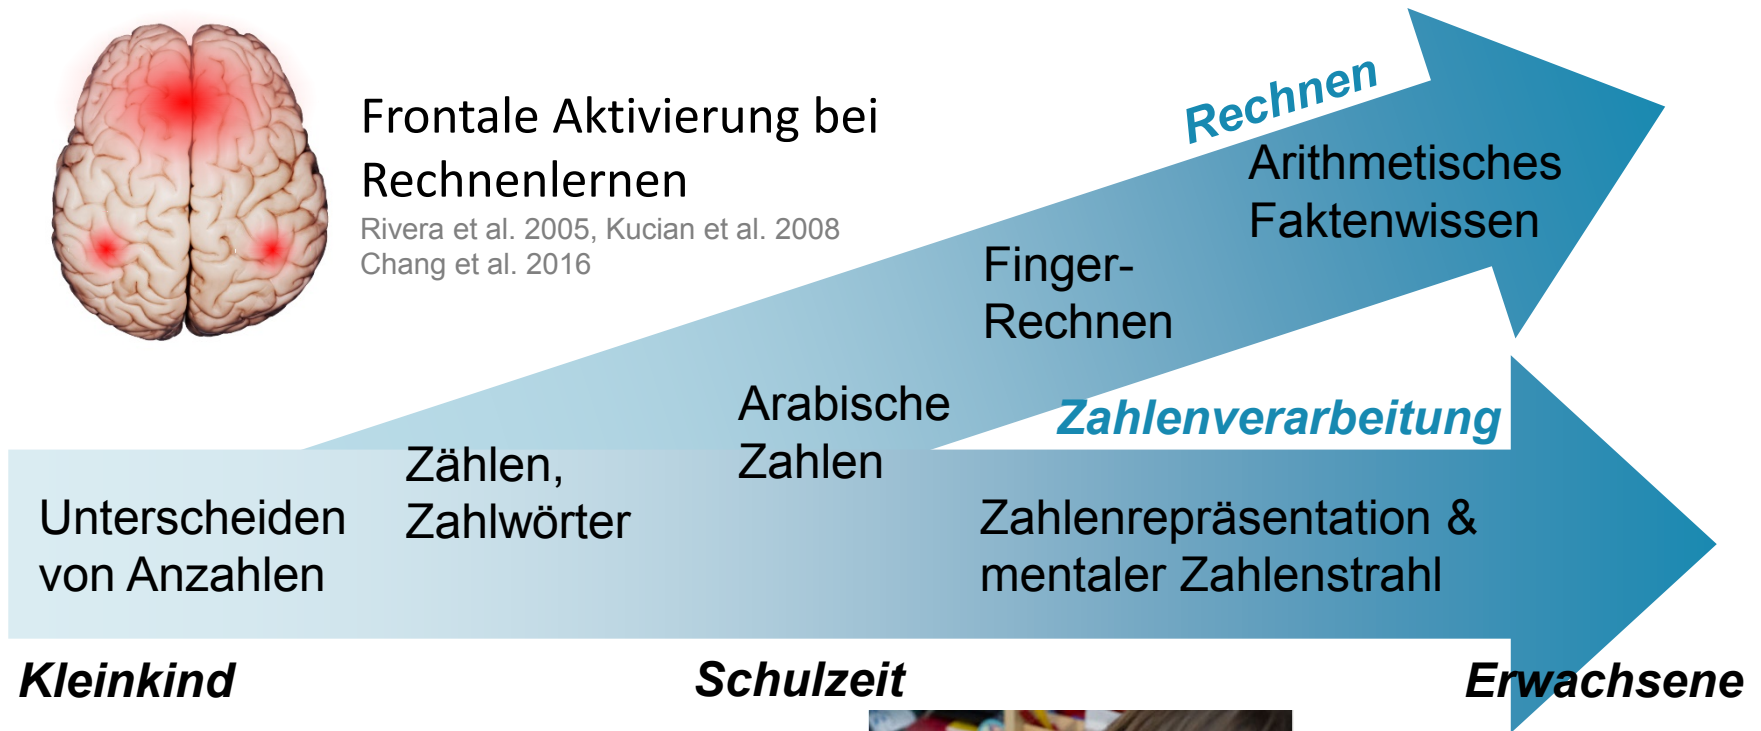 Frontale Aktivierung bei
Rechnenlernen
Rivera et al. 2005, Kucian et al. 2008
Chang et al. 2016
Rechnen
Arithmetisches
Faktenwissen
Finger-
Rechnen
Arabische
Zahlen
Zahlenverarbeitung
Zählen,
Zahlwörter
Unterscheiden
von Anzahlen
Zahlenrepräsentation &
mentaler Zahlenstrahl
Kleinkind
Schulzeit
Erwachsene